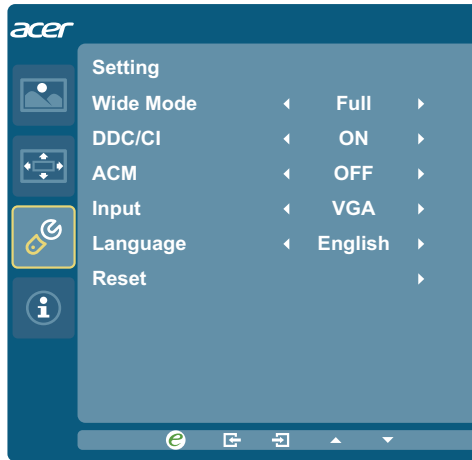 acer
Setting
Wide Mode Full
DDC/CI ON
ACM OFF
Input VGA
Language English
Reset
i
e